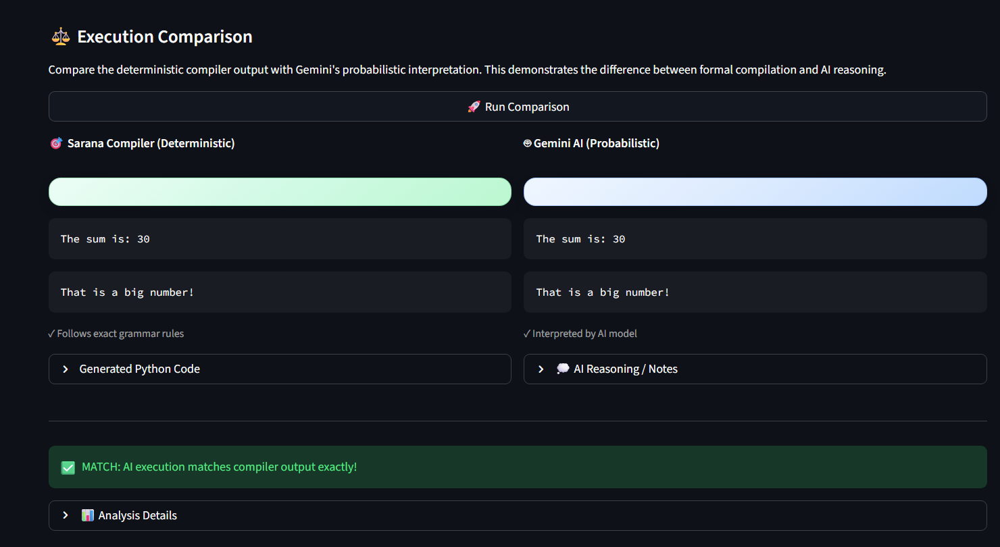 ⚖️ Execution Comparison
Compare the deterministic compiler output with Gemini's probabilistic interpretation. This demonstrates the difference between formal compilation and AI reasoning.
🚀 Run Comparison
🎯 Sarana Compiler (Deterministic)
Gemini AI (Probabilistic)
The sum is: 30
The sum is: 30
That is a big number!
That is a big number!
✓ Follows exact grammar rules
✓ Interpreted by AI model
Generated Python Code
💭 AI Reasoning / Notes
✅ MATCH: AI execution matches compiler output exactly!
📊 Analysis Details